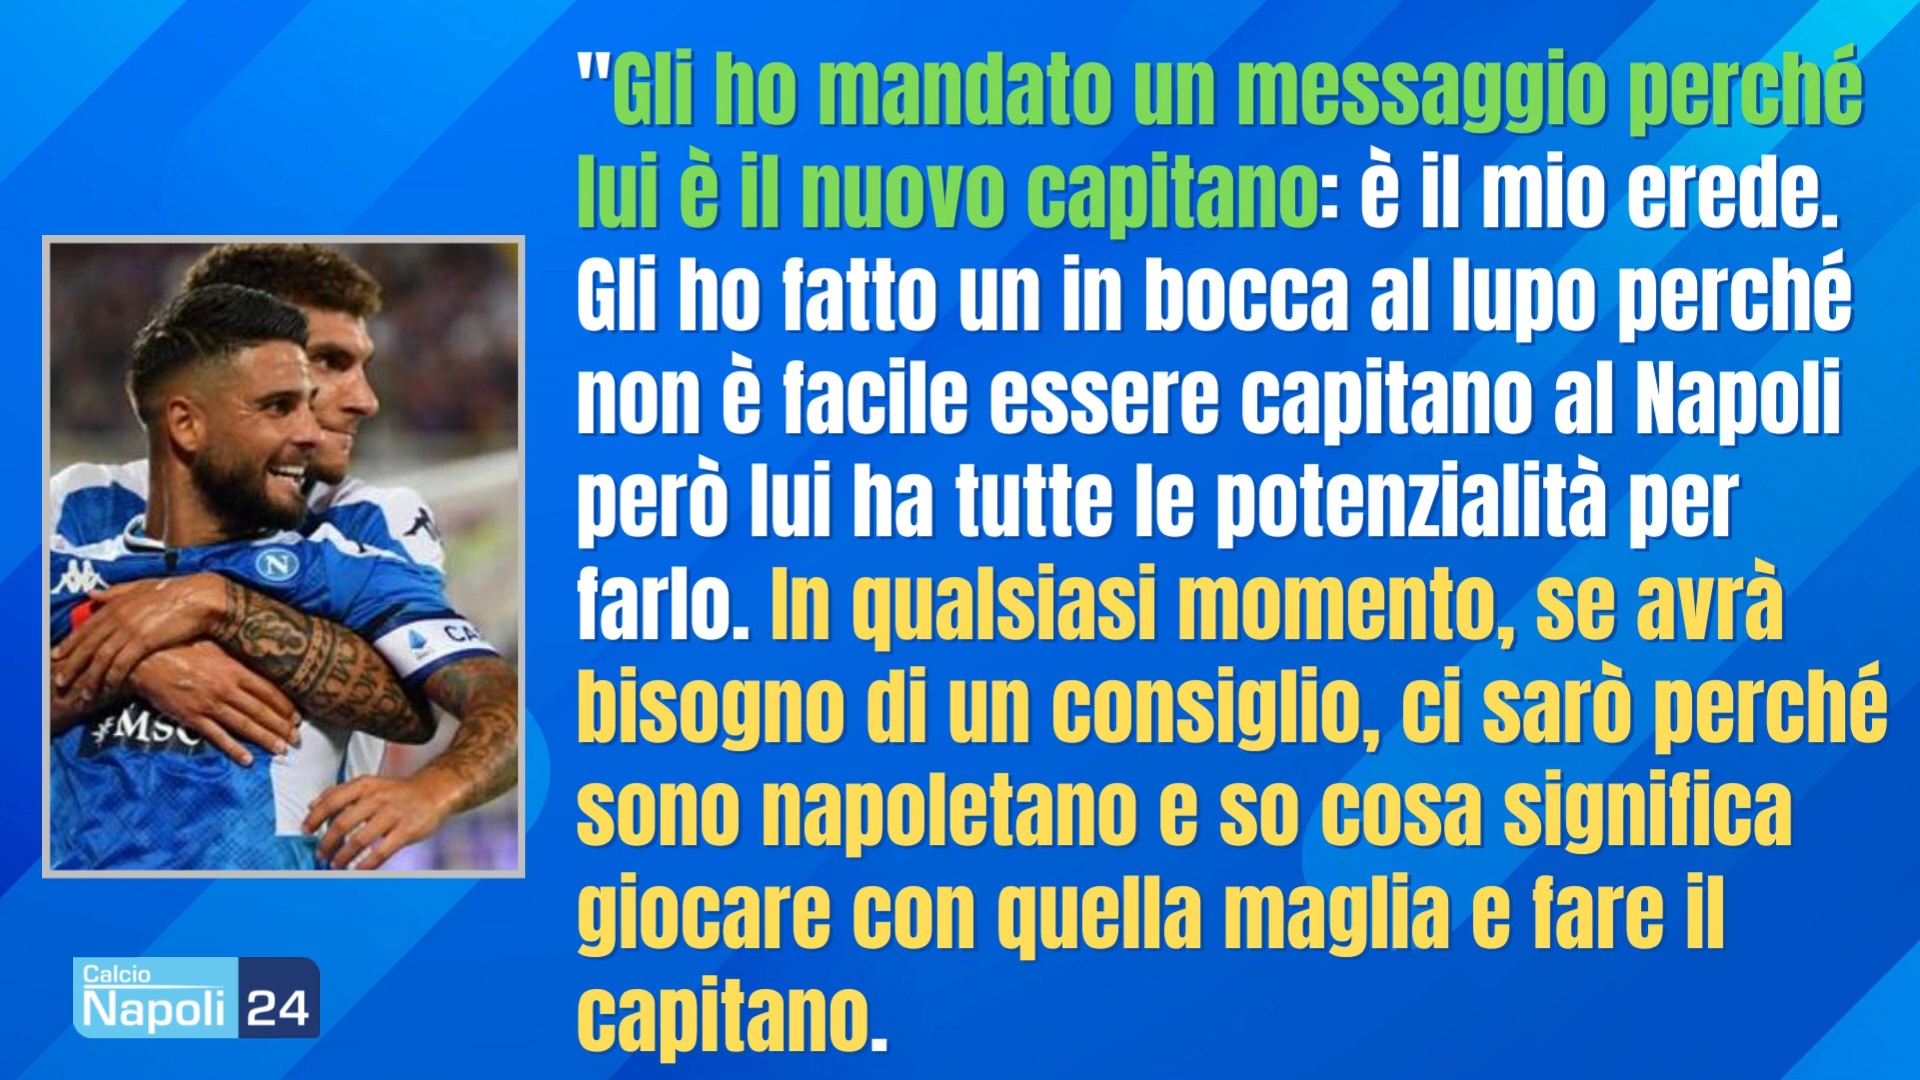 "Gli ho mandato un messaggio perché
lui è il nuovo capitano: è il mio erede.
Gli ho fatto un in bocca al lupo perché
non è facile essere capitano al Napoli
però lui ha tutte le potenzialità per
farlo. In qualsiasi momento, se avrà
bisogno di un consiglio, ci sarò perché
sono napoletano e so cosa significa
giocare con quella maglia e fare il
capitano.
N
CA
MSC
Calcio
Napoli 24